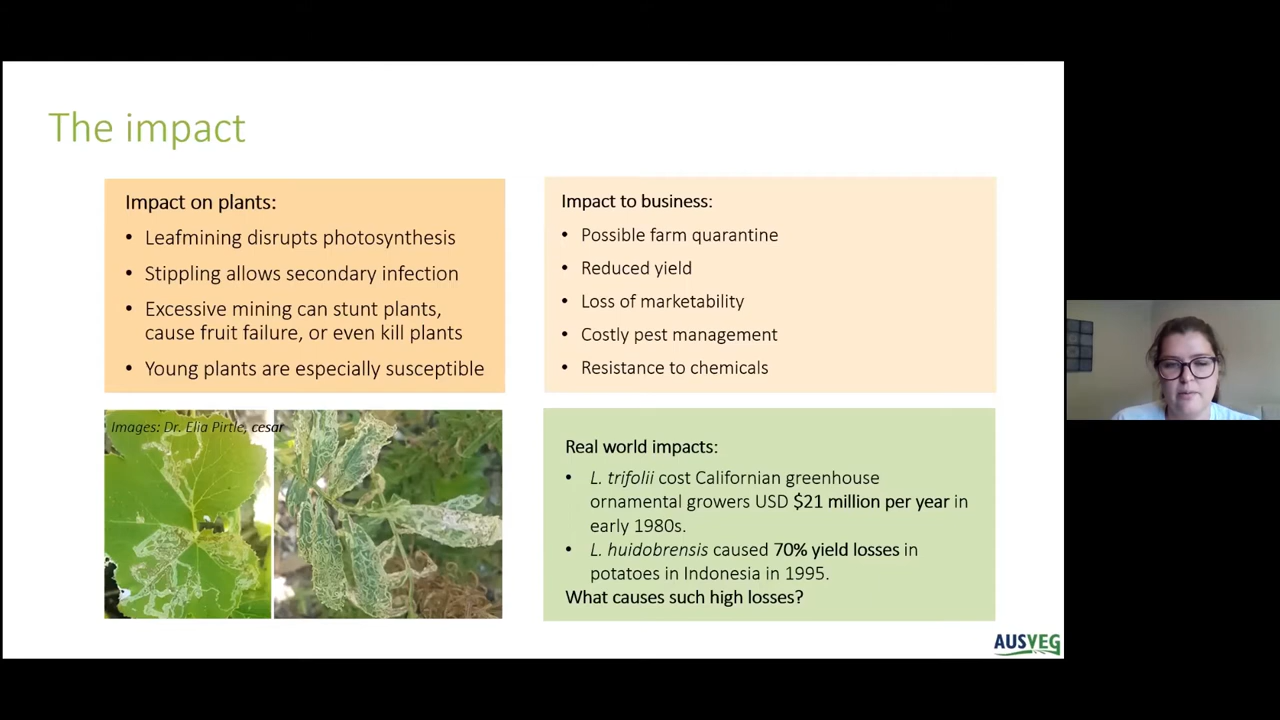 The impact
Impact on plants:
• Leafmining disrupts photosynthesis
• Stippling allows secondary infection
• Excessive mining can stunt plants,
cause fruit failure, or even kill plants
• Young plants are especially susceptible
Impact to business:
• Possible farm quarantine
• Reduced yield
• Loss of marketability
• Costly pest management
• Resistance to chemicals
Images: Dr. Elia Pirtle, cesar
Real world impacts:
• L. trifolii cost Californian greenhouse
ornamental growers USD $21 million per year in
early 1980s.
• L. huidobrensis caused 70% yield losses in
potatoes in Indonesia in 1995.
What causes such high losses?
AUSVEG